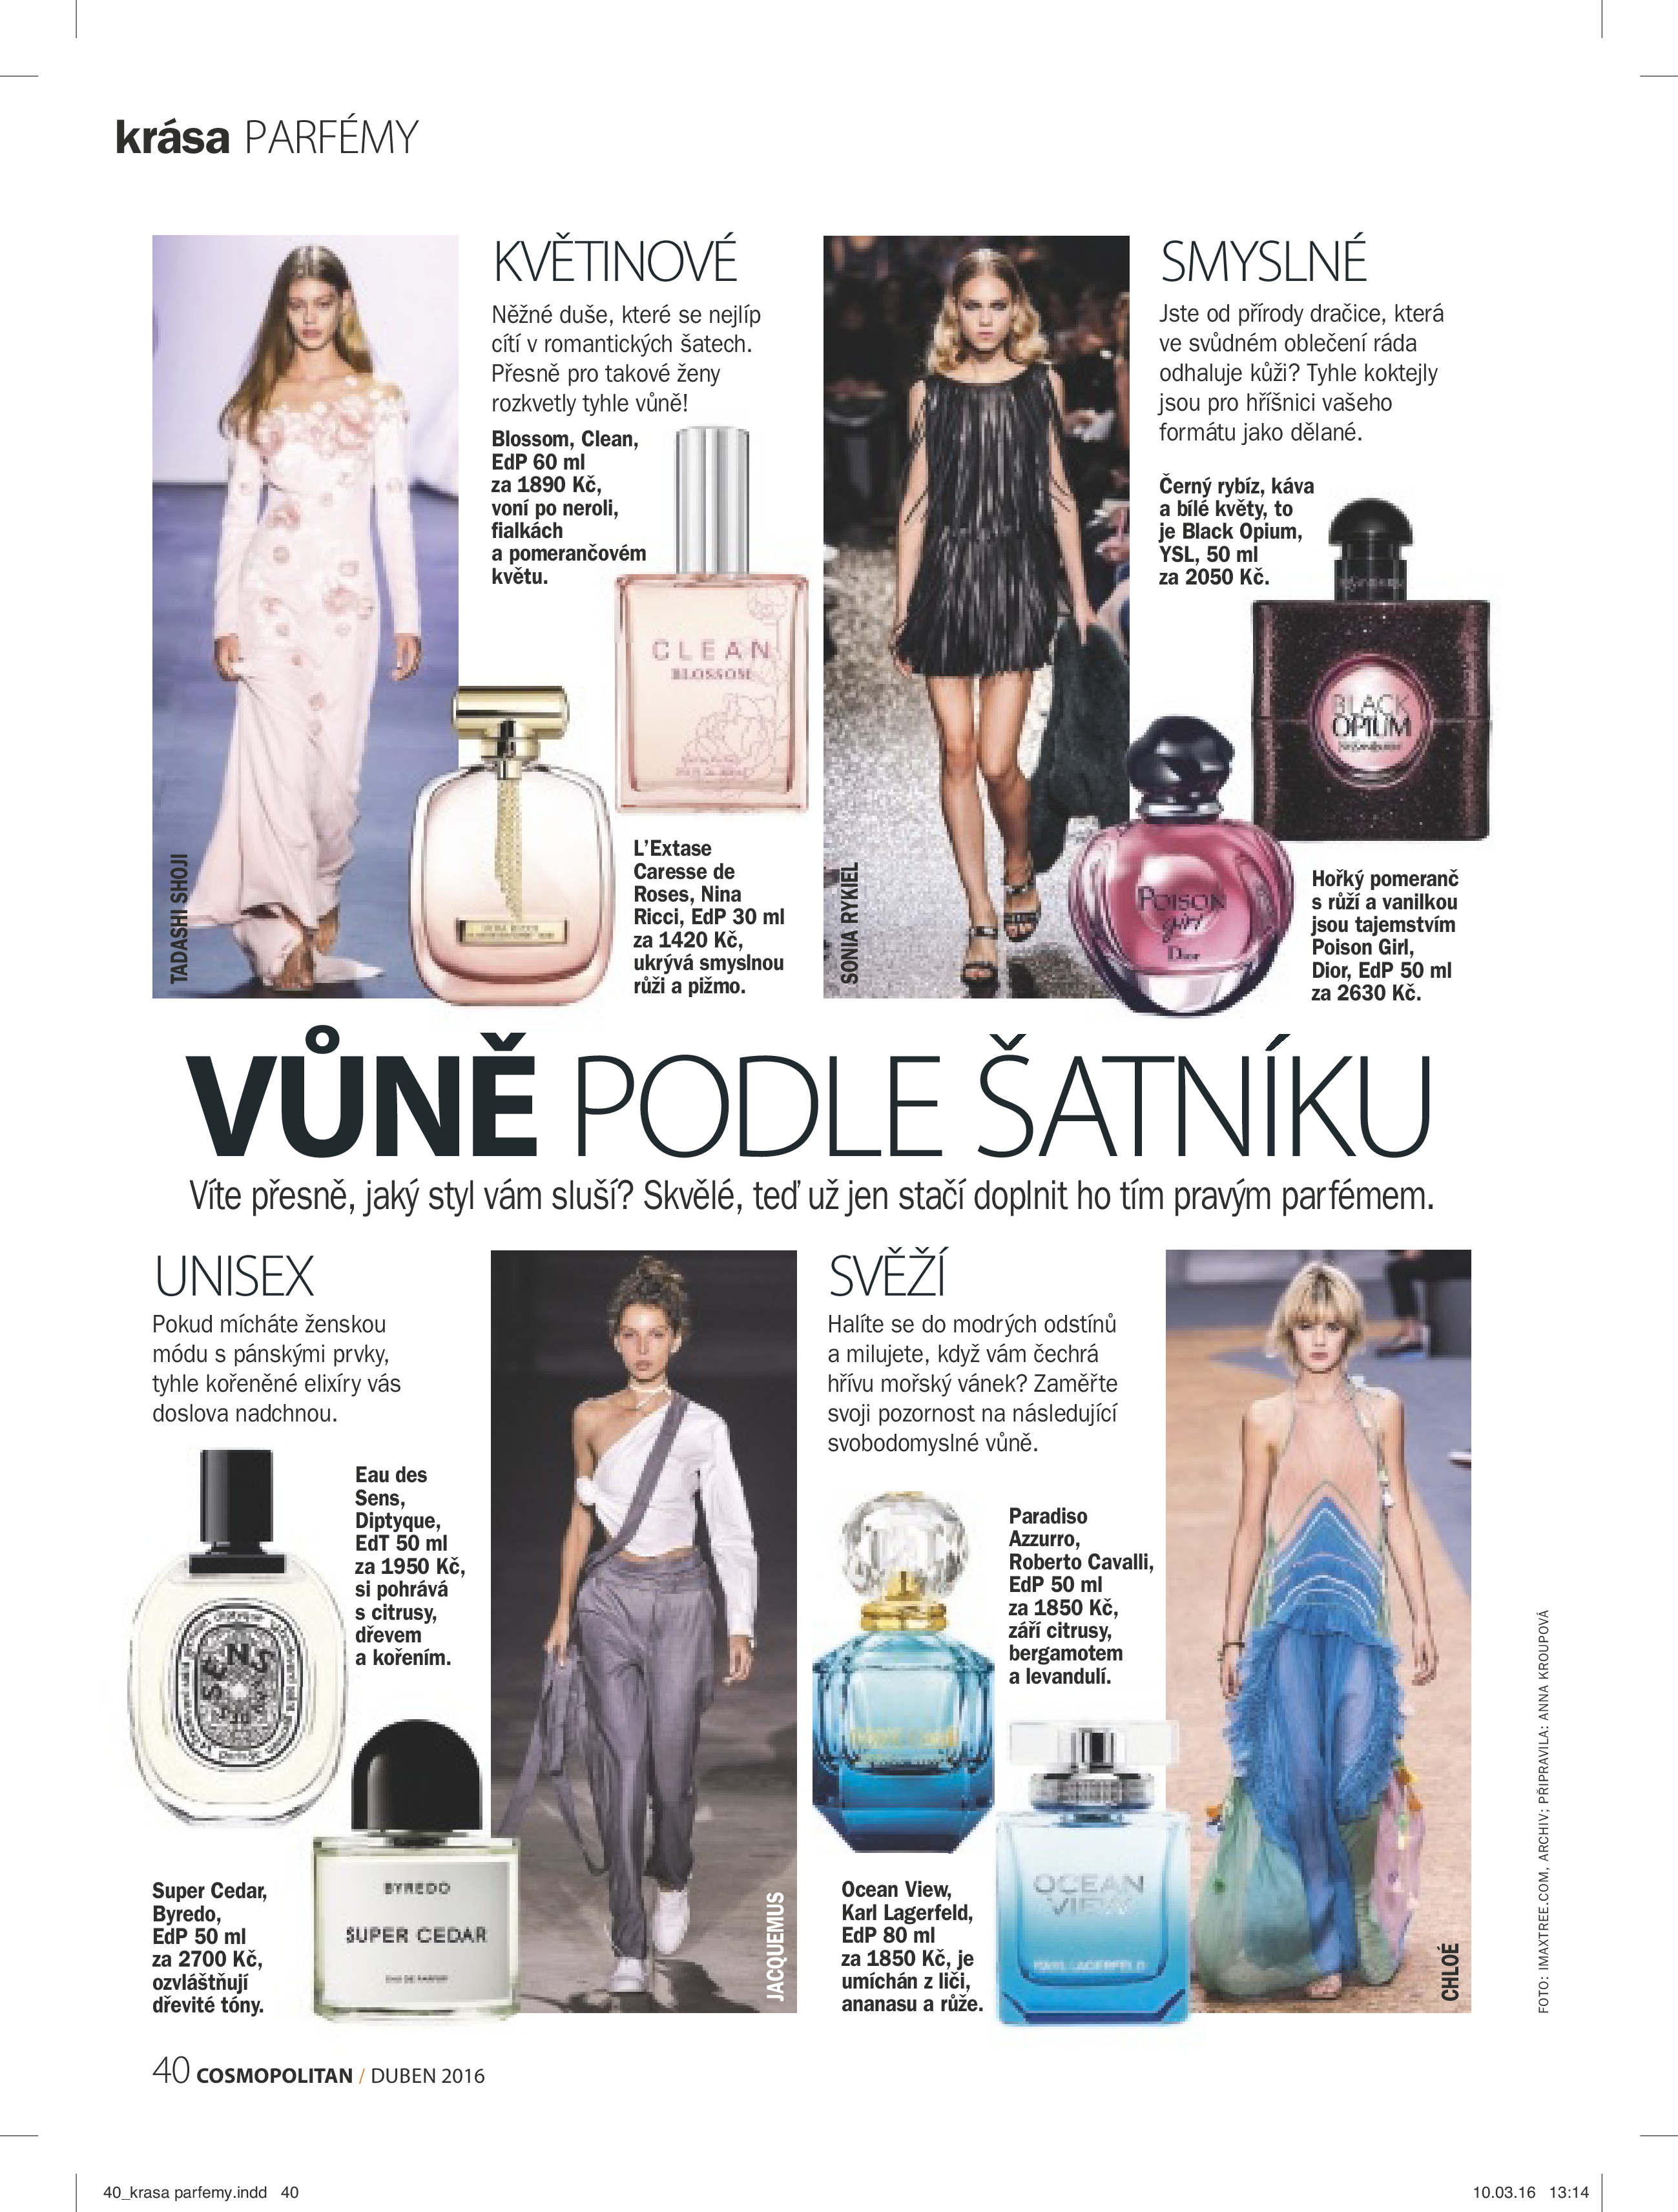 krása PARFÉMY
KVĚTINOVÉ
Něžné duše, které se nejlíp
cítí v romantických šatech.
Přesně pro takové ženy
rozkvetly tyhle vůně!
Blossom, Clean,
EdP 60 ml
za 1890 Kč,
voní po neroli,
fialkách
a pomerančovém
květu.
CLEAN
BLOSSOM
L’Extase
Caresse de
Roses, Nina
Ricci, EdP 30 ml
za 1420 Kč,
ukrývá smyslnou
růži a pižmo.
TADASHI SHOJI
SMYSLNÉ
Jste od přírody dračice, která
ve svůdném oblečení ráda
odhaluje kůži? Tyhle koktejly
jsou pro hříšnici vašeho
formátu jako dělané.
Černý rybíz, káva
a bílé květy, to
je Black Opium,
YSL, 50 ml
za 2050 Kč.
BLACK
OPIUM
POISON
girl
Dior
Hořký pomeranč
s růží a vanilkou
jsou tajemstvím
Poison Girl,
Dior, EdP 50 ml
za 2630 Kč.
SONIA RYKIEL
VŮNĚ PODLE ŠATNÍKU
Víte přesně, jaký styl vám sluší? Skvělé, teď už jen stačí doplnit ho tím pravým parfémem.
UNISEX
Pokud mícháte ženskou
módu s pánskými prvky,
tyhle kořeněné elixíry vás
doslova nadchnou.
Eau des
Sens,
Diptyque,
EdT 50 ml
za 1950 Kč,
si pohrává
s citrusy,
dřevem
a kořením.
diptyque
SENS
Super Cedar,
Byredo,
EdP 50 ml
za 2700 Kč,
ozvláštňují
dřevité tóny.
BYREDO
SUPER CEDAR
EAU DE PARFUM
JACQUEMUS
SVĚŽÍ
Halíte se do modrých odstínů
a milujete, když vám čechrá
hřívu mořský vánek? Zaměřte
svoji pozornost na následující
svobodomyslné vůně.
Paradiso
Azzurro,
Roberto Cavalli,
EdP 50 ml
za 1850 Kč,
září citrusy,
bergamotem
a levandulí.
Ocean View,
Karl Lagerfeld,
EdP 80 ml
za 1850 Kč, je
umíchán z liči,
ananasu a růže.
OCEAN
VIEW
KARL LAGERFELD
CHLOÉ
FOTO: IMAXTREE.COM, ARCHIV; PŘIPRAVILA: ANNA KROUPOVÁ
40 COSMOPOLITAN / DUBEN 2016
40_krasa parfemy.indd 40
10.03.16 13:14